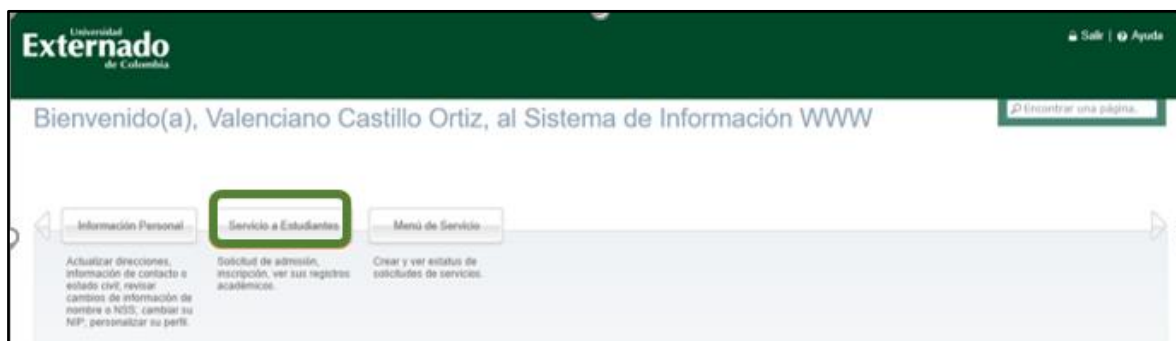 Universidad
Externado
de Colombia
Salir | Ayuda
Bienvenido(a), Valenciano Castillo Ortiz, al Sistema de Información WWW
Encontrar una página.
Información Personal
Servicio a Estudiantes
Menú de Servicio
Actualizar direcciones,
información de contacto o
estado civil; revisar
cambios de información de
nombre o NSS; cambiar su
NIP; personalizar su perfil.
Solicitud de admisión,
inscripción, ver sus registros
académicos.
Crear y ver estatus de
solicitudes de servicios.